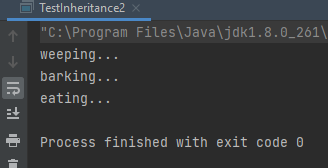 TestInheritance2
"C:\Program Files\Java\jdk1.8.0_261\
weeping...
barking...
eating...
Process finished with exit code 0